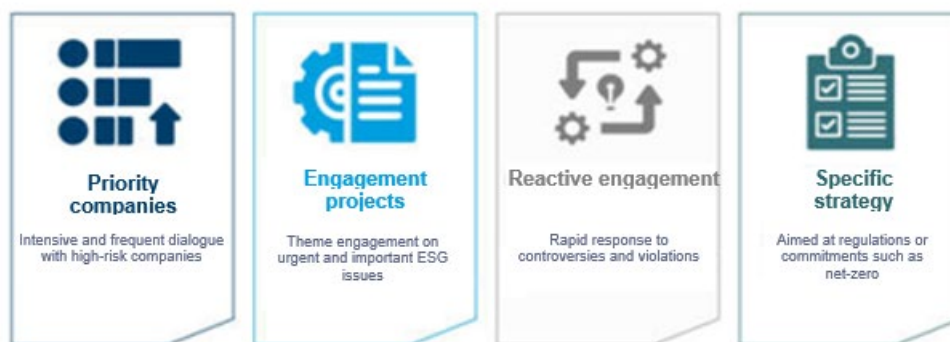 Priority
companies
Intensive and frequent dialogue
with high-risk companies
Engagement
projects
Theme engagement on
urgent and important ESG
issues
Reactive engagement
Rapid response to
controversies and violations
Specific
strategy
Aimed at regulations or
commitments such as
net-zero